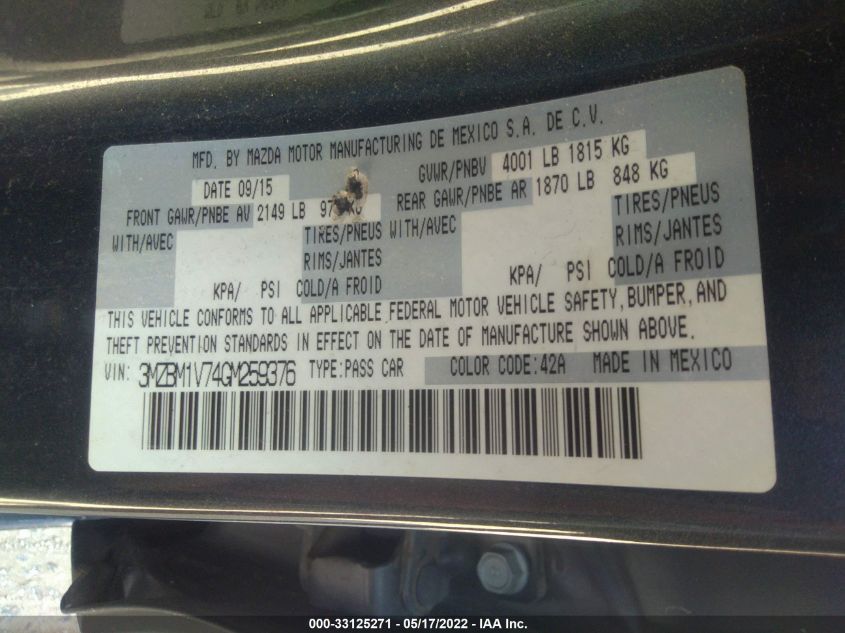 MFD. BY MAZDA MOTOR MANUFACTURING DE MEXICO S.A. DE C.V.
DATE 09/15 GVWR/PNBV 4001 LB 1815 KG
FRONT GAWR/PNBE AV 2149 LB REAR GAWR/PNBE AR 1870 LB 848 KG
WITH/AVEC TIRES/PNEUS WITH/AVEC TIRES/PNEUS
RIMS/JANTES RIMS/JANTES
KPA/ PSI COLD/A FROID KPA/ PSI COLD/A FROID
THIS VEHICLE CONFORMS TO ALL APPLICABLE FEDERAL MOTOR VEHICLE SAFETY, BUMPER, AND
THEFT PREVENTION STANDARDS IN EFFECT ON THE DATE OF MANUFACTURE SHOWN ABOVE.
VIN: 3MZBM1V74GM259376 TYPE:PASS CAR COLOR CODE:42A MADE IN MEXICO
000-33125271 - 05/17/2022 - IAA Inc.